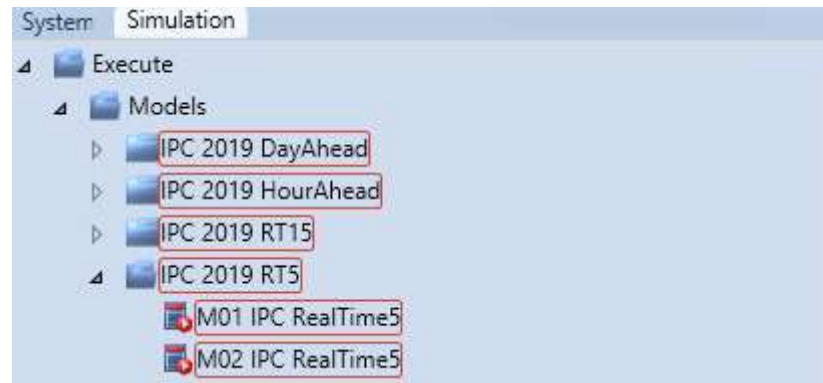 System Simulation
Execute
Models
IPC 2019 DayAhead
IPC 2019 HourAhead
IPC 2019 RT15
IPC 2019 RT5
M01 IPC RealTime5
M02 IPC RealTime5